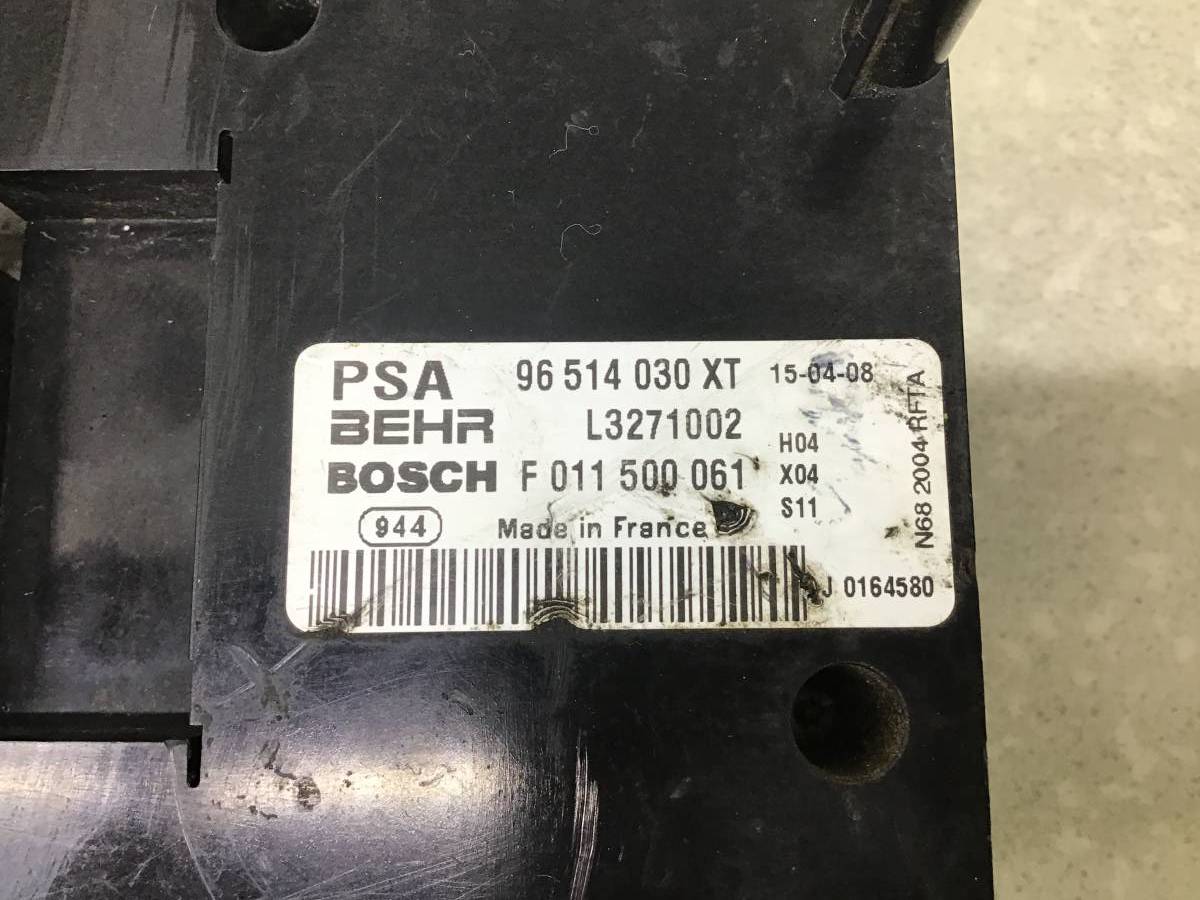 PSA 96 514 030 XT 15-04-08
BEHR L3271002 H04
BOSCH F 011 500 061 X04
S11
944 Made in France
J 0164580
N68 2004 RFTA